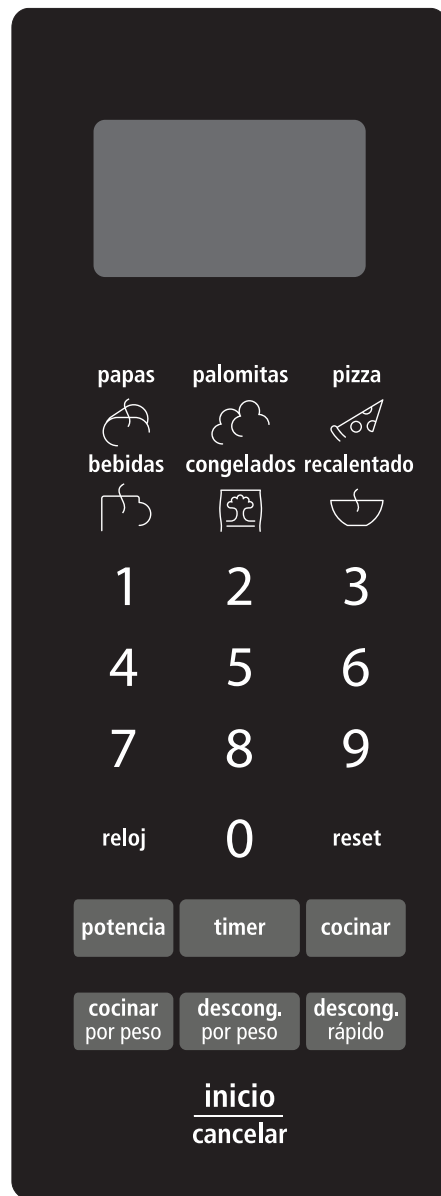 papas palomitas pizza
bebidas congelados recalentado
1 2 3
4 5 6
7 8 9
reloj 0 reset
potencia timer cocinar
cocinar descong. descong.
por peso por peso rápido
inicio
cancelar